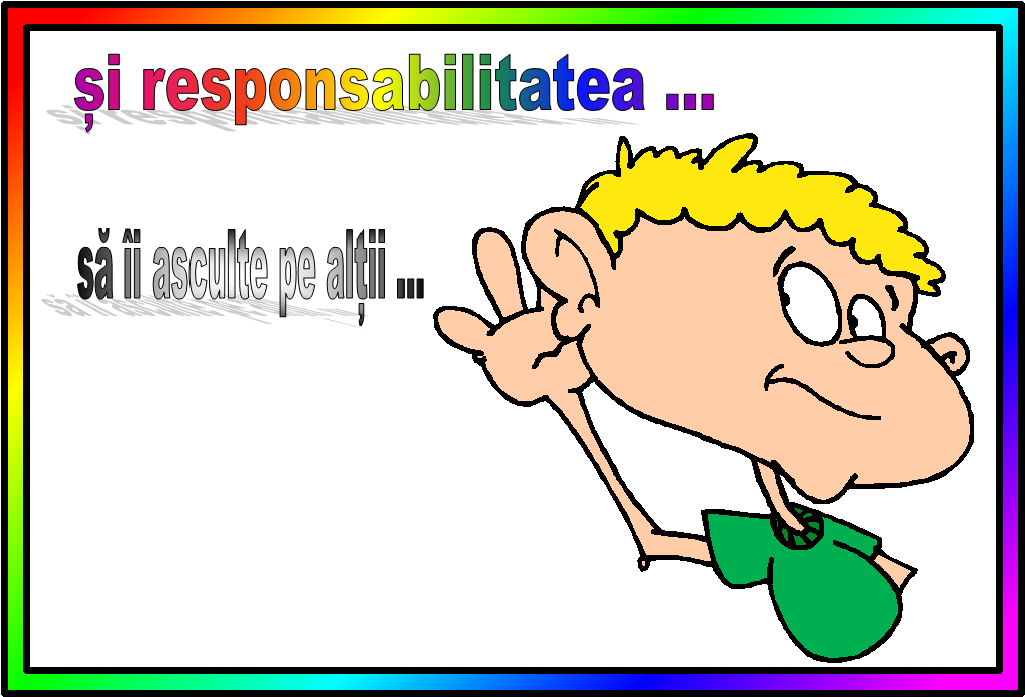 și responsabilitatea ...
să îi asculte pe alții ...